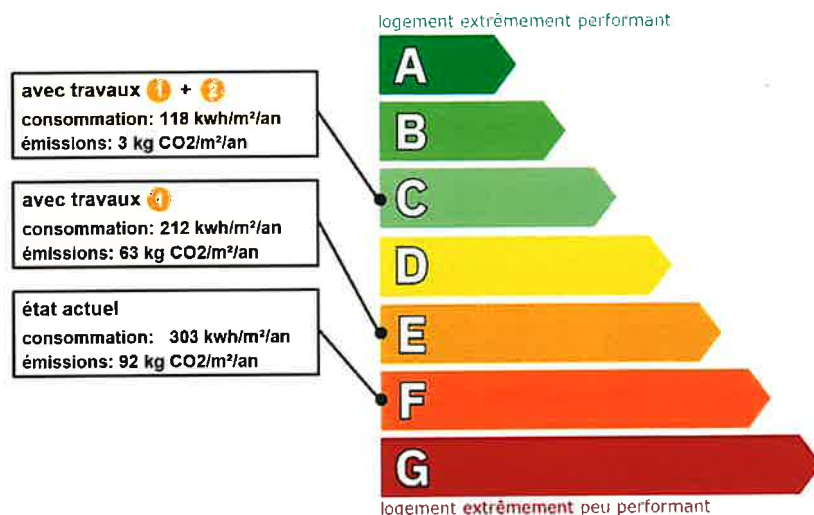 logement extrêmement performant
A
avec travaux 1 + 2
consommation: 118 kwh/m²/an
émissions: 3 kg CO2/m²/an
B
C
avec travaux 1
consommation: 212 kwh/m²/an
émissions: 63 kg CO2/m²/an
D
état actuel
consommation: 303 kwh/m²/an
émissions: 92 kg CO2/m²/an
E
F
G
logement extrêmement peu performant